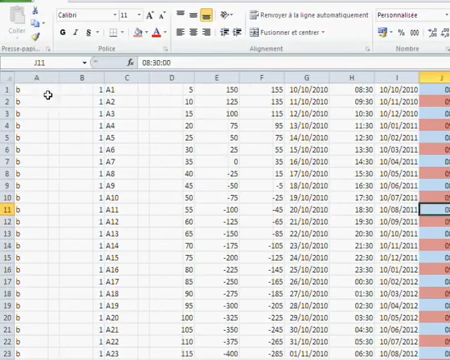 Calibri 11 A A Renvoyer à la ligne automatiquement Personnalisée
Coller G I S A Fusionner et centrer % 000
Presse-papi... Police Alignement Nombre
J11 fx 08:30:00
A B C D E F G H I J
1 b 1 A1 5 150 155 10/10/2010 08:30 10/10/2010
2 b 1 A2 10 125 135 11/10/2010 09:30 10/11/2010
3 b 1 A3 15 100 115 12/10/2010 10:30 10/12/2010
4 b 1 A4 20 75 95 13/10/2010 11:30 10/01/2011
5 b 1 A5 25 50 75 14/10/2010 12:30 10/02/2011
6 b 1 A6 30 25 55 15/10/2010 13:30 10/03/2011
7 b 1 A7 35 0 35 16/10/2010 14:30 10/04/2011
8 b 1 A8 40 -25 15 17/10/2010 15:30 10/05/2011
9 b 1 A9 45 -50 -5 18/10/2010 16:30 10/06/2011
10 b 1 A10 50 -75 -25 19/10/2010 17:30 10/07/2011
11 b 1 A11 55 -100 -45 20/10/2010 18:30 10/08/2011
12 b 1 A12 60 -125 -65 21/10/2010 19:30 10/09/2011
13 b 1 A13 65 -150 -85 22/10/2010 20:30 10/10/2011
14 b 1 A14 70 -175 -105 23/10/2010 21:30 10/11/2011
15 b 1 A15 75 -200 -125 24/10/2010 22:30 10/12/2011
16 b 1 A16 80 -225 -145 25/10/2010 23:30 10/01/2012
17 b 1 A17 85 -250 -165 26/10/2010 00:30 10/02/2012
18 b 1 A18 90 -275 -185 27/10/2010 01:30 10/03/2012
19 b 1 A19 95 -300 -205 28/10/2010 02:30 10/04/2012
20 b 1 A20 100 -325 -225 29/10/2010 03:30 10/05/2012
21 b 1 A21 105 -350 -245 30/10/2010 04:30 10/06/2012
22 b 1 A22 110 -375 -265 31/10/2010 05:30 10/07/2012
23 b 1 A23 115 -400 -285 01/11/2010 06:30 10/08/2012